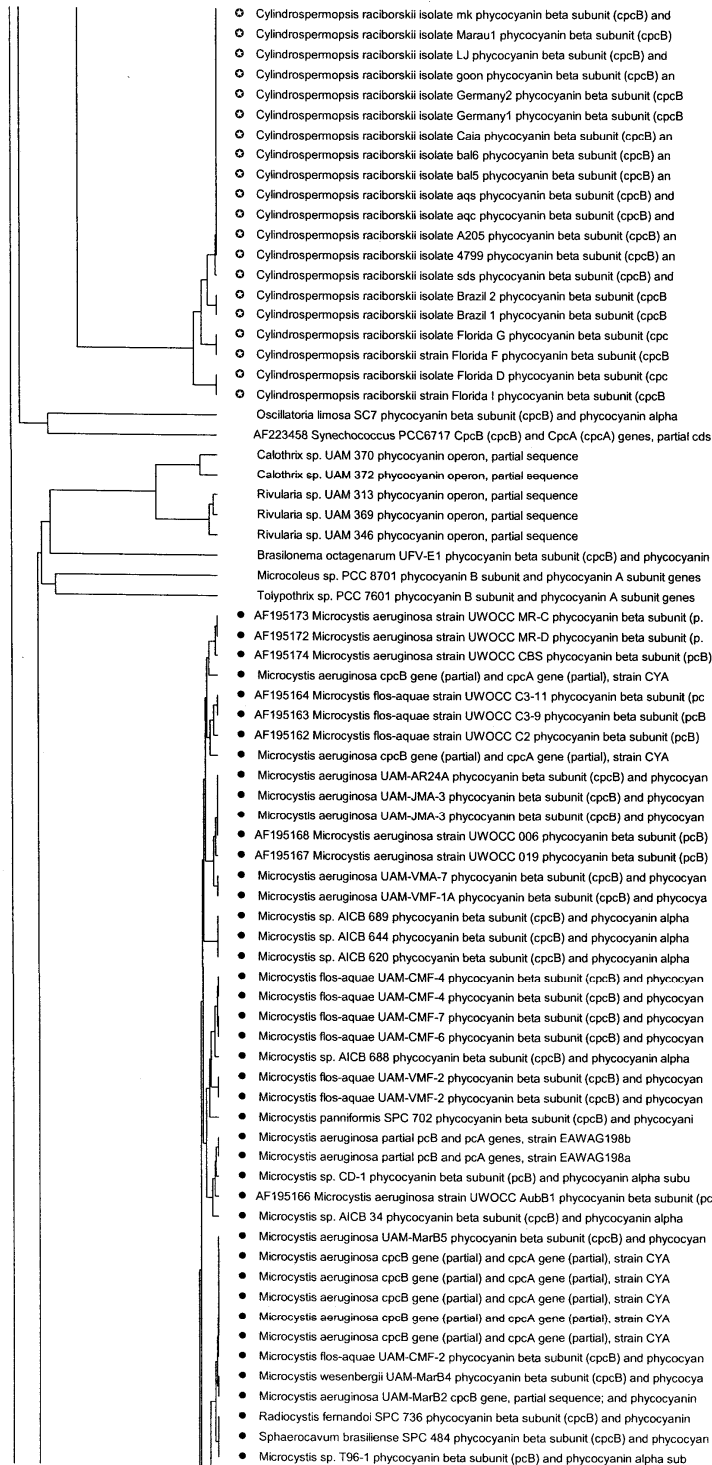 Cylindrospermopsis raciborskii isolate mk phycocyanin beta subunit (cpcB) and
Cylindrospermopsis raciborskii isolate Marau1 phycocyanin beta subunit (cpcB)
Cylindrospermopsis raciborskii isolate LJ phycocyanin beta subunit (cpcB) and
Cylindrospermopsis raciborskii isolate goon phycocyanin beta subunit (cpcB) an
Cylindrospermopsis raciborskii isolate Germany2 phycocyanin beta subunit (cpcB
Cylindrospermopsis raciborskii isolate Germany1 phycocyanin beta subunit (cpcB
Cylindrospermopsis raciborskii isolate Caia phycocyanin beta subunit (cpcB) an
Cylindrospermopsis raciborskii isolate bal6 phycocyanin beta subunit (cpcB) an
Cylindrospermopsis raciborskii isolate bal5 phycocyanin beta subunit (cpcB) an
Cylindrospermopsis raciborskii isolate aqs phycocyanin beta subunit (cpcB) and
Cylindrospermopsis raciborskii isolate aqc phycocyanin beta subunit (cpcB) and
Cylindrospermopsis raciborskii isolate A205 phycocyanin beta subunit (cpcB) an
Cylindrospermopsis raciborskii isolate 4799 phycocyanin beta subunit (cpcB) an
Cylindrospermopsis raciborskii isolate sds phycocyanin beta subunit (cpcB) and
Cylindrospermopsis raciborskii isolate Brazil 2 phycocyanin beta subunit (cpcB
Cylindrospermopsis raciborskii isolate Brazil 1 phycocyanin beta subunit (cpcB
Cylindrospermopsis raciborskii isolate Florida G phycocyanin beta subunit (cpc
Cylindrospermopsis raciborskii strain Florida F phycocyanin beta subunit (cpcB
Cylindrospermopsis raciborskii isolate Florida D phycocyanin beta subunit (cpc
Cylindrospermopsis raciborskii strain Florida I phycocyanin beta subunit (cpcB
Oscillatoria limosa SC7 phycocyanin beta subunit (cpcB) and phycocyanin alpha
AF223458 Synechococcus PCC6717 CpcB (cpcB) and CpcA (cpcA) genes, partial cds
Calothrix sp. UAM 370 phycocyanin operon, partial sequence
Calothrix sp. UAM 372 phycocyanin operon, partial sequence
Rivularia sp. UAM 313 phycocyanin operon, partial sequence
Rivularia sp. UAM 369 phycocyanin operon, partial sequence
Rivularia sp. UAM 346 phycocyanin operon, partial sequence
Brasilonema octagenarum UFV-E1 phycocyanin beta subunit (cpcB) and phycocyanin
Microcoleus sp. PCC 8701 phycocyanin B subunit and phycocyanin A subunit genes
Tolypothrix sp. PCC 7601 phycocyanin B subunit and phycocyanin A subunit genes
AF195173 Microcystis aeruginosa strain UWOCC MR-C phycocyanin beta subunit (p.
AF195172 Microcystis aeruginosa strain UWOCC MR-D phycocyanin beta subunit (p.
AF195174 Microcystis aeruginosa strain UWOCC CBS phycocyanin beta subunit (pcB)
Microcystis aeruginosa cpcB gene (partial) and cpcA gene (partial), strain CYA
AF195164 Microcystis flos-aquae strain UWOCC C3-11 phycocyanin beta subunit (pc
AF195163 Microcystis flos-aquae strain UWOCC C3-9 phycocyanin beta subunit (pcB
AF195162 Microcystis flos-aquae strain UWOCC C2 phycocyanin beta subunit (pcB)
Microcystis aeruginosa cpcB gene (partial) and cpcA gene (partial), strain CYA
Microcystis aeruginosa UAM-AR24A phycocyanin beta subunit (cpcB) and phycocyan
Microcystis aeruginosa UAM-JMA-3 phycocyanin beta subunit (cpcB) and phycocyan
Microcystis aeruginosa UAM-JMA-3 phycocyanin beta subunit (cpcB) and phycocyan
AF195168 Microcystis aeruginosa strain UWOCC 006 phycocyanin beta subunit (pcB)
AF195167 Microcystis aeruginosa strain UWOCC 019 phycocyanin beta subunit (pcB)
Microcystis aeruginosa UAM-VMA-7 phycocyanin beta subunit (cpcB) and phycocyan
Microcystis aeruginosa UAM-VMF-1A phycocyanin beta subunit (cpcB) and phycocya
Microcystis sp. AICB 689 phycocyanin beta subunit (cpcB) and phycocyanin alpha
Microcystis sp. AICB 644 phycocyanin beta subunit (cpcB) and phycocyanin alpha
Microcystis sp. AICB 620 phycocyanin beta subunit (cpcB) and phycocyanin alpha
Microcystis flos-aquae UAM-CMF-4 phycocyanin beta subunit (cpcB) and phycocyan
Microcystis flos-aquae UAM-CMF-4 phycocyanin beta subunit (cpcB) and phycocyan
Microcystis flos-aquae UAM-CMF-7 phycocyanin beta subunit (cpcB) and phycocyan
Microcystis flos-aquae UAM-CMF-6 phycocyanin beta subunit (cpcB) and phycocyan
Microcystis sp. AICB 688 phycocyanin beta subunit (cpcB) and phycocyanin alpha
Microcystis flos-aquae UAM-VMF-2 phycocyanin beta subunit (cpcB) and phycocyan
Microcystis flos-aquae UAM-VMF-2 phycocyanin beta subunit (cpcB) and phycocyan
Microcystis panniformis SPC 702 phycocyanin beta subunit (cpcB) and phycocyani
Microcystis aeruginosa partial pcB and pcA genes, strain EAWAG198b
Microcystis aeruginosa partial pcB and pcA genes, strain EAWAG198a
Microcystis sp. CD-1 phycocyanin beta subunit (pcB) and phycocyanin alpha subu
AF195166 Microcystis aeruginosa strain UWOCC AubB1 phycocyanin beta subunit (pc
Microcystis sp. AICB 34 phycocyanin beta subunit (cpcB) and phycocyanin alpha
Microcystis aeruginosa UAM-MarB5 phycocyanin beta subunit (cpcB) and phycocyan
Microcystis aeruginosa cpcB gene (partial) and cpcA gene (partial), strain CYA
Microcystis aeruginosa cpcB gene (partial) and cpcA gene (partial), strain CYA
Microcystis aeruginosa cpcB gene (partial) and cpcA gene (partial), strain CYA
Microcystis aeruginosa cpcB gene (partial) and cpcA gene (partial), strain CYA
Microcystis aeruginosa cpcB gene (partial) and cpcA gene (partial), strain CYA
Microcystis flos-aquae UAM-CMF-2 phycocyanin beta subunit (cpcB) and phycocyan
Microcystis wesenbergii UAM-MarB4 phycocyanin beta subunit (cpcB) and phycocya
Microcystis aeruginosa UAM-MarB2 cpcB gene, partial sequence; and phycocyanin
Radiocystis fernandoi SPC 736 phycocyanin beta subunit (cpcB) and phycocyanin
Sphaerocavum brasiliense SPC 484 phycocyanin beta subunit (cpcB) and phycocyan
Microcystis sp. T96-1 phycocyanin beta subunit (pcB) and phycocyanin alpha sub